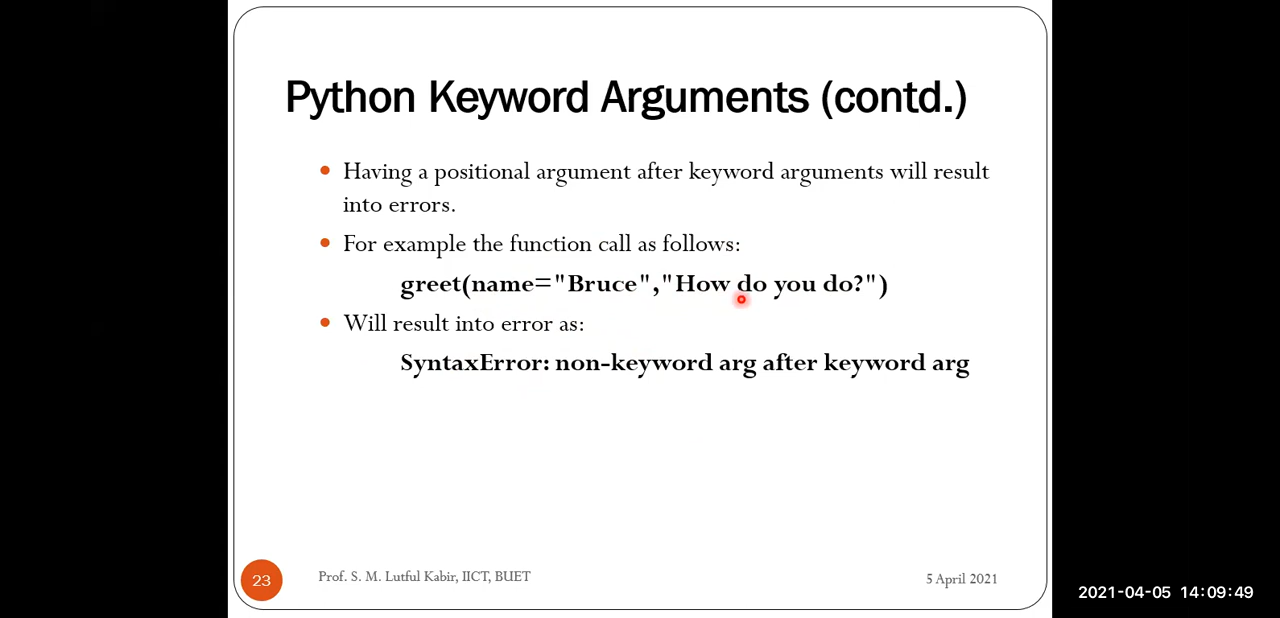 Python Keyword Arguments (contd.)
Having a positional argument after keyword arguments will result
into errors.
For example the function call as follows:
greet(name="Bruce","How do you do?")
Will result into error as:
SyntaxError: non-keyword arg after keyword arg
23
Prof. S. M. Lutful Kabir, IICT, BUET
5 April 2021
2021-04-05 14:09:49